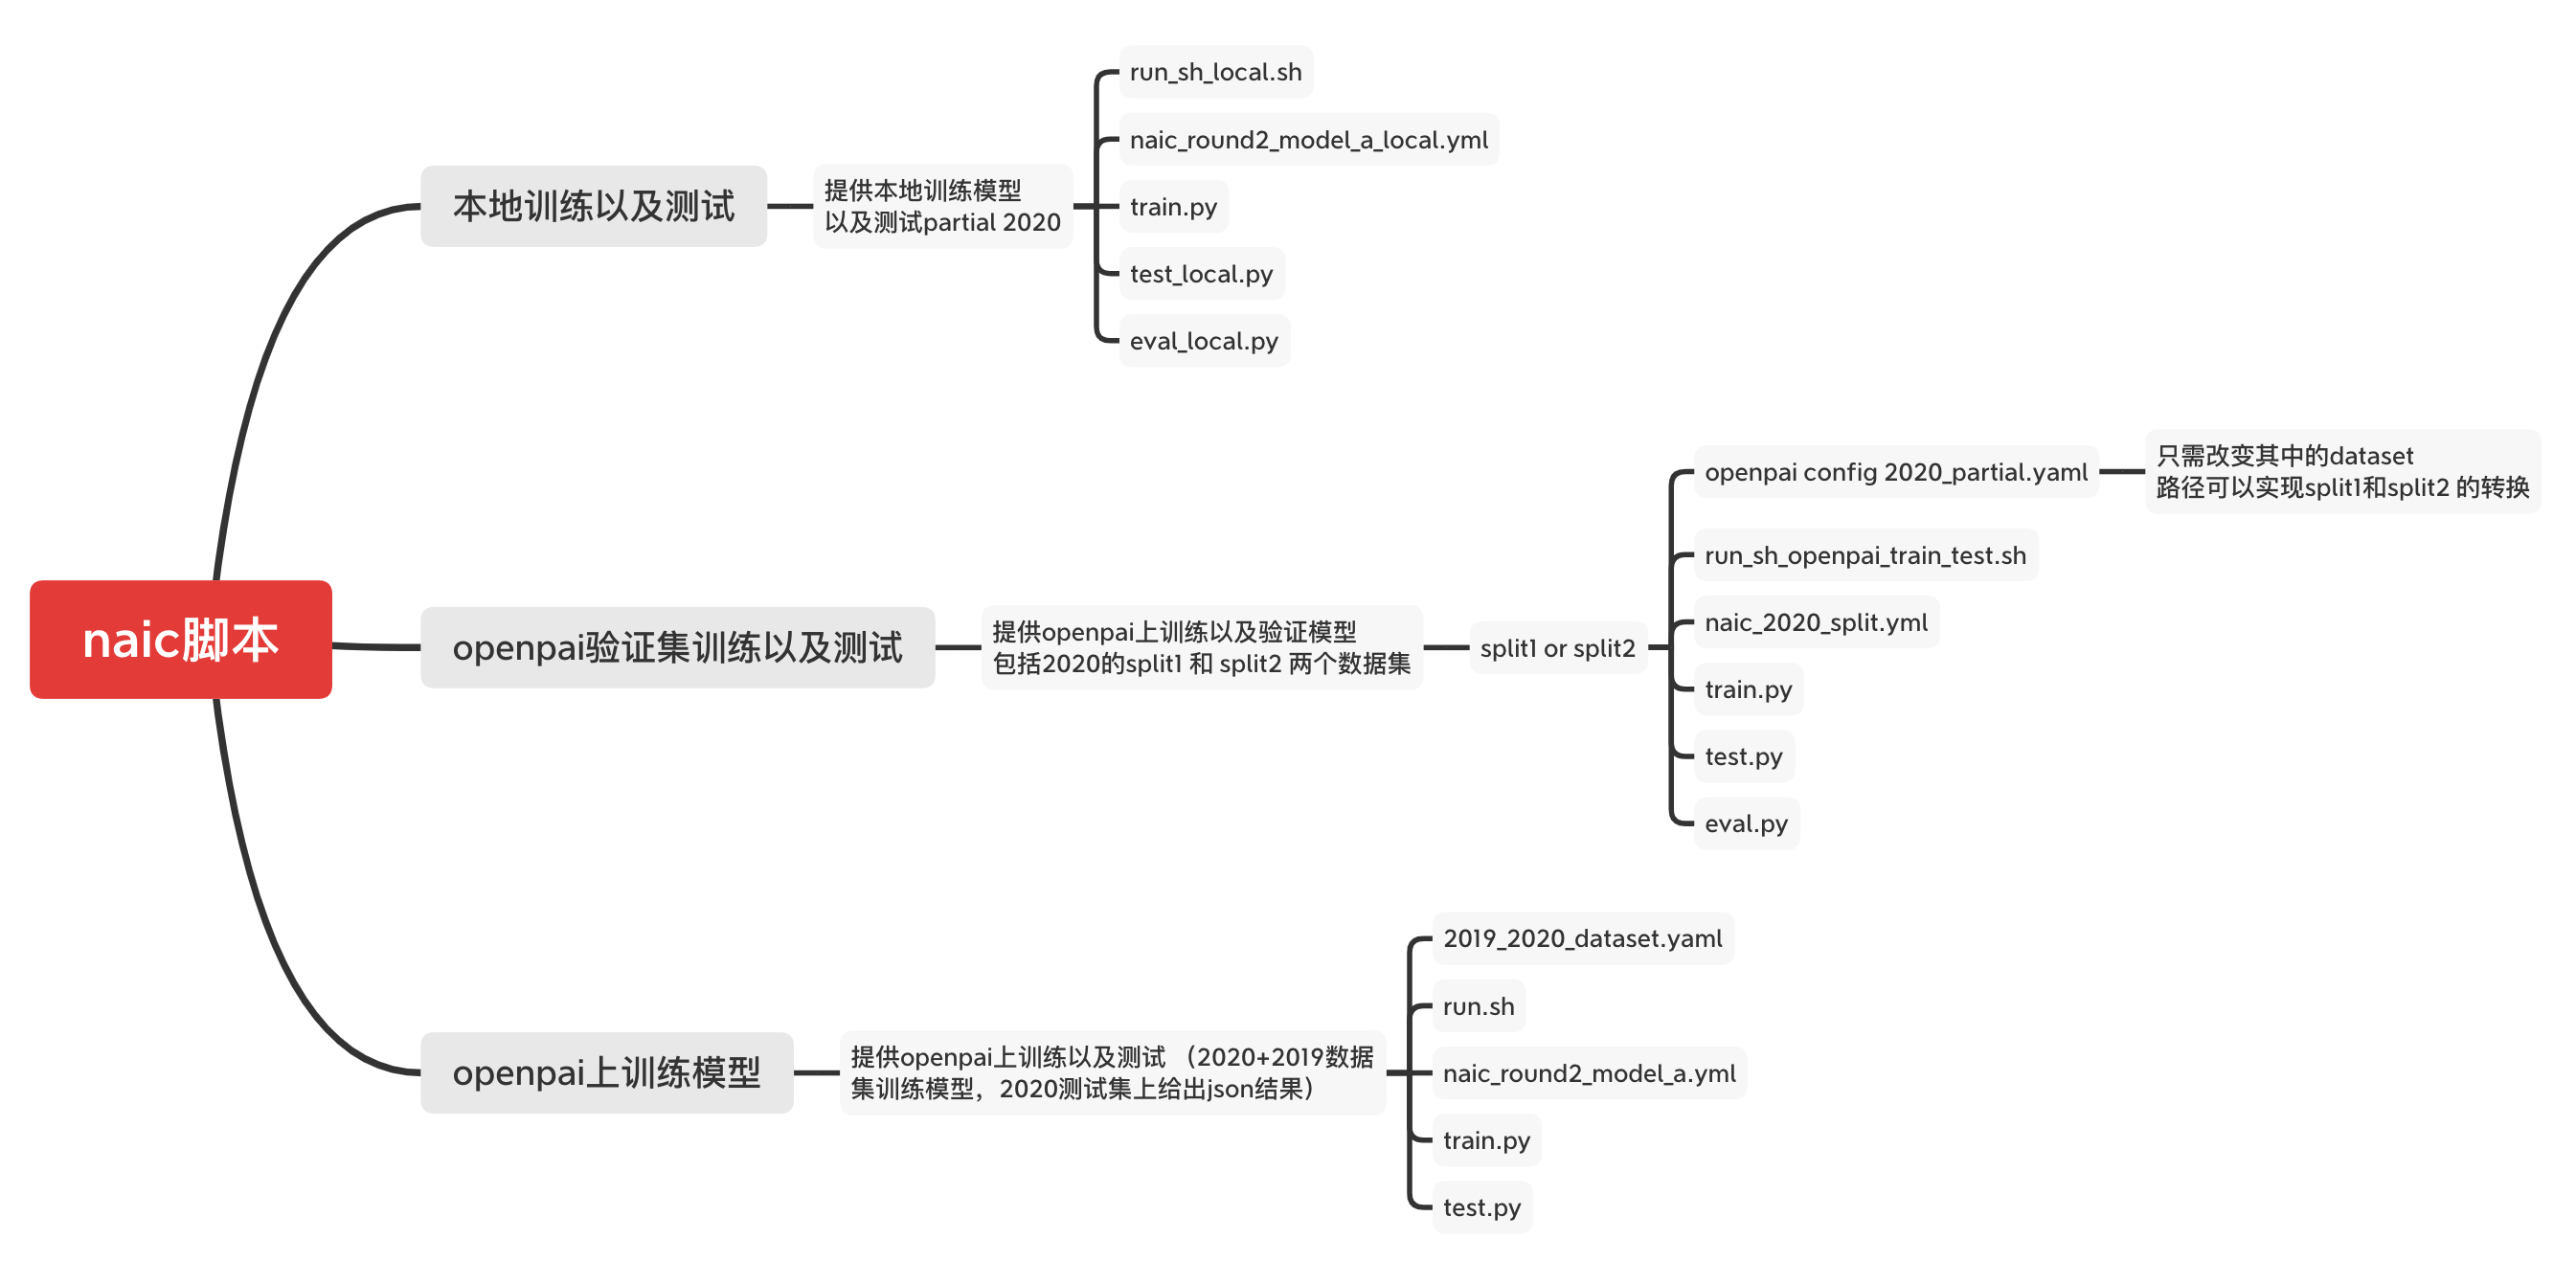 naic脚本
本地训练以及测试
提供本地训练模型
以及测试partial 2020
run_sh_local.sh
naic_round2_model_a_local.yml
train.py
test_local.py
eval_local.py
openpai验证集训练以及测试
提供openpai上训练以及验证模型
包括2020的split1 和 split2 两个数据集
split1 or split2
openpai config 2020_partial.yaml
只需改变其中的dataset
路径可以实现split1和split2 的转换
run_sh_openpai_train_test.sh
naic_2020_split.yml
train.py
test.py
eval.py
openpai上训练模型
提供openpai上训练以及测试 （2020+2019数据
集训练模型，2020测试集上给出json结果）
2019_2020_dataset.yaml
run.sh
naic_round2_model_a.yml
train.py
test.py